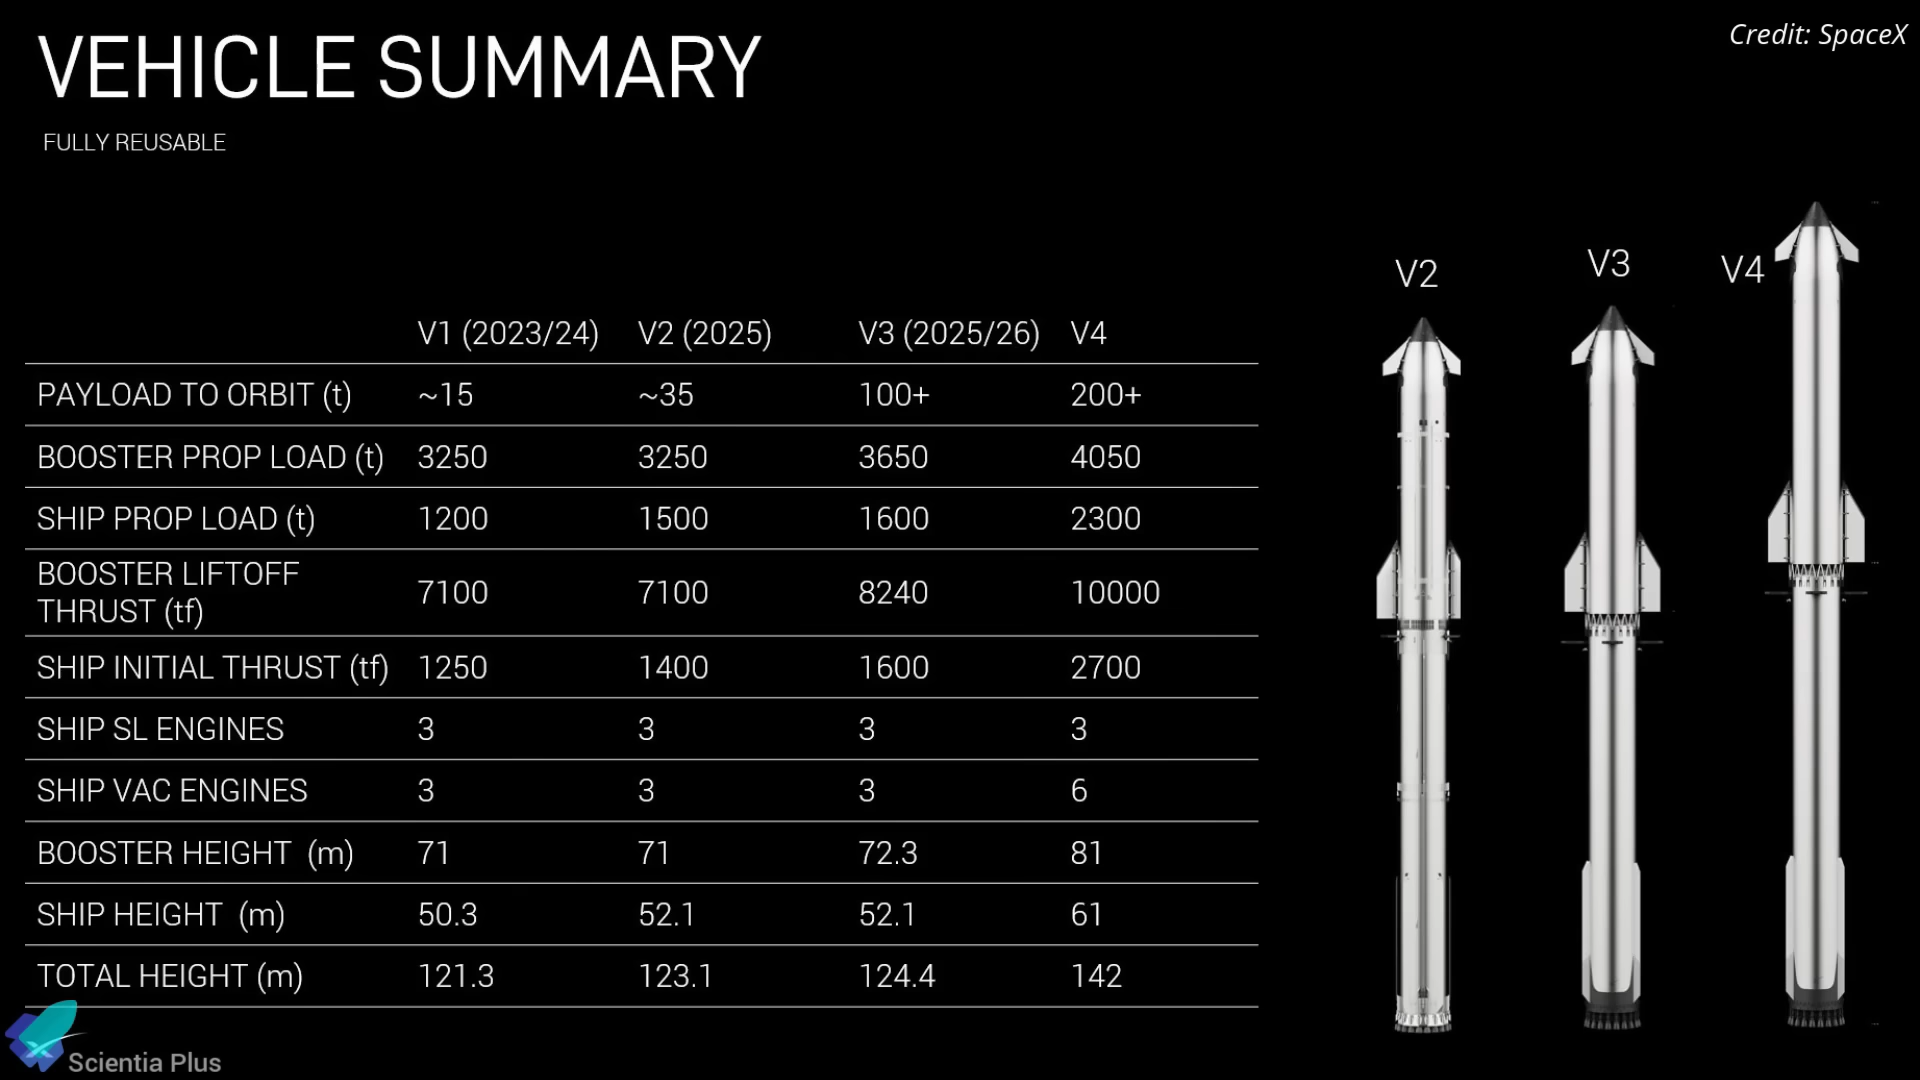 VEHICLE SUMMARY
Credit: SpaceX
FULLY REUSABLE
V2
V3
V4
V1 (2023/24) V2 (2025) V3 (2025/26) V4
PAYLOAD TO ORBIT (t) ~15 ~35 100+ 200+
BOOSTER PROP LOAD (t) 3250 3250 3650 4050
SHIP PROP LOAD (t) 1200 1500 1600 2300
BOOSTER LIFTOFF
THRUST (tf) 7100 7100 8240 10000
SHIP INITIAL THRUST (tf) 1250 1400 1600 2700
SHIP SL ENGINES 3 3 3 3
SHIP VAC ENGINES 3 3 3 6
BOOSTER HEIGHT (m) 71 71 72.3 81
SHIP HEIGHT (m) 50.3 52.1 52.1 61
TOTAL HEIGHT (m) 121.3 123.1 124.4 142
Scientia Plus